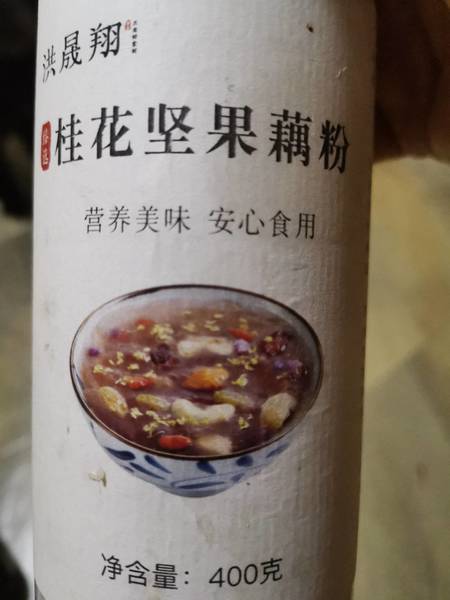 洪晟翔
桂花坚果藕粉
营养美味 安心食用
净含量：400克